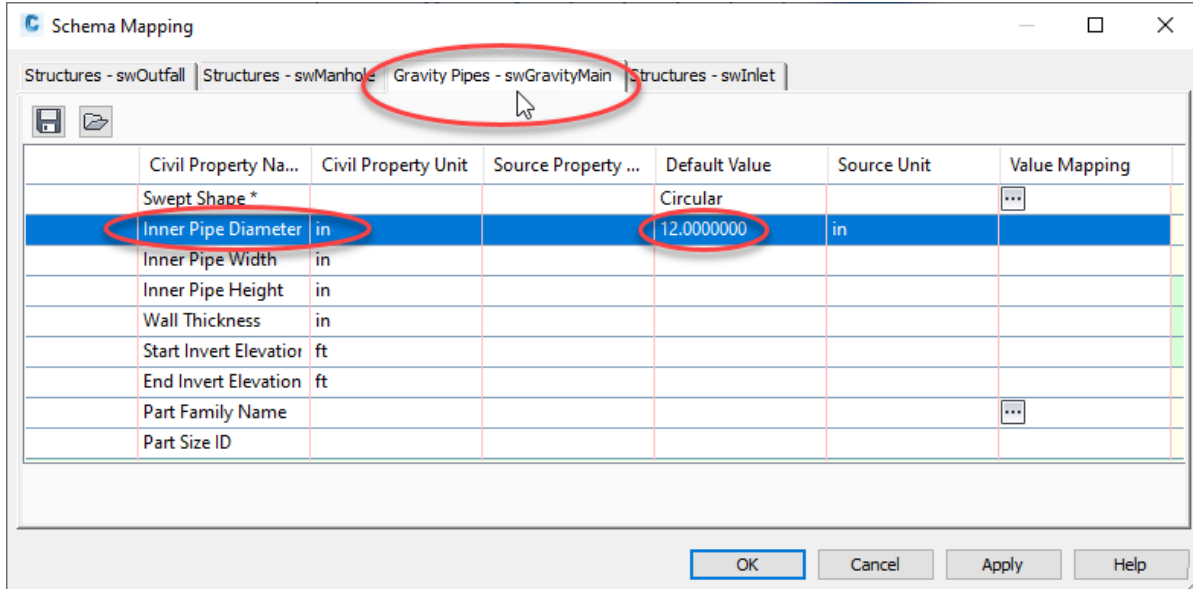 C Schema Mapping
Structures - swOutfall Structures - swManhole Gravity Pipes - swGravityMain Structures - swInlet
Civil Property Na... Civil Property Unit Source Property ... Default Value Source Unit Value Mapping
Swept Shape * Circular ...
Inner Pipe Diameter in 12.0000000 in
Inner Pipe Width in
Inner Pipe Height in
Wall Thickness in
Start Invert Elevation ft
End Invert Elevation ft
Part Family Name ...
Part Size ID
OK Cancel Apply Help